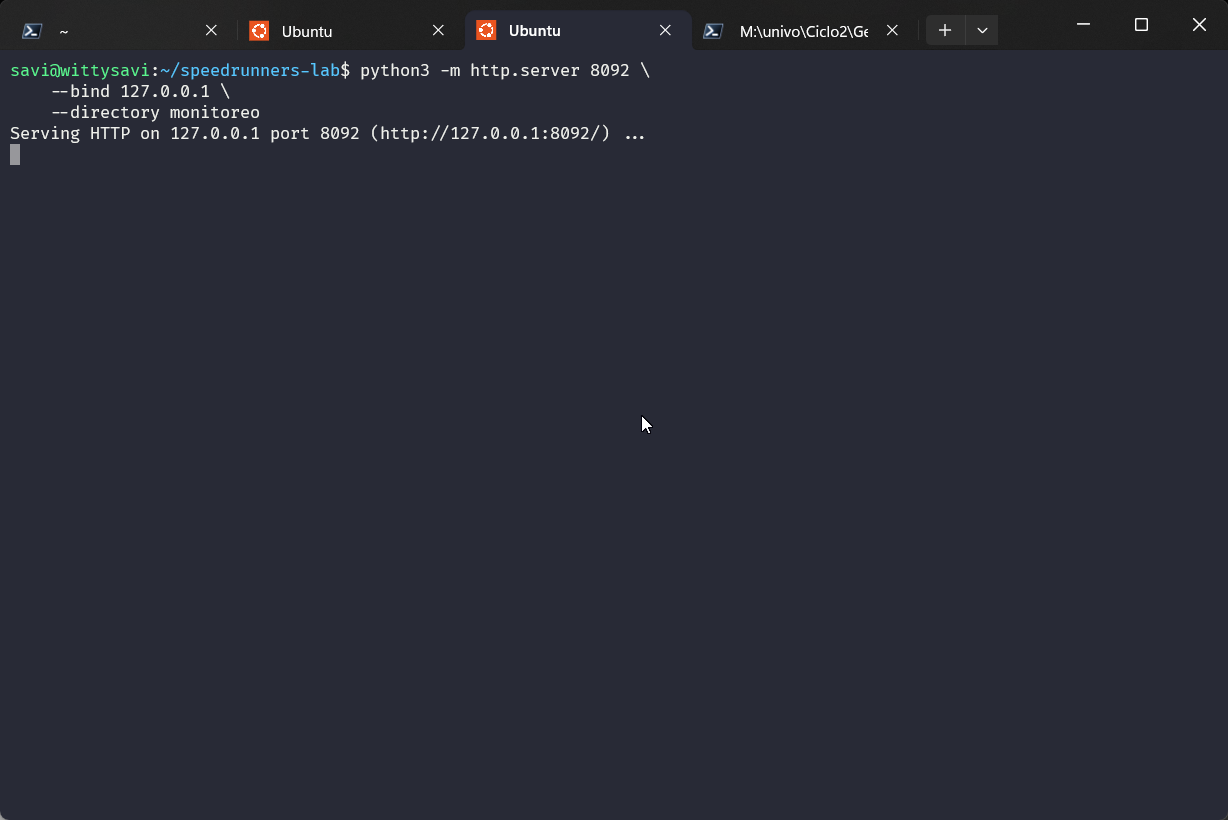 ~
Ubuntu
Ubuntu
M:\univo\Ciclo2\Ge
savi@wittysavi:~/speedrunners-lab$ python3 -m http.server 8092 \
    --bind 127.0.0.1 \
    --directory monitoreo
Serving HTTP on 127.0.0.1 port 8092 (http://127.0.0.1:8092/) ...